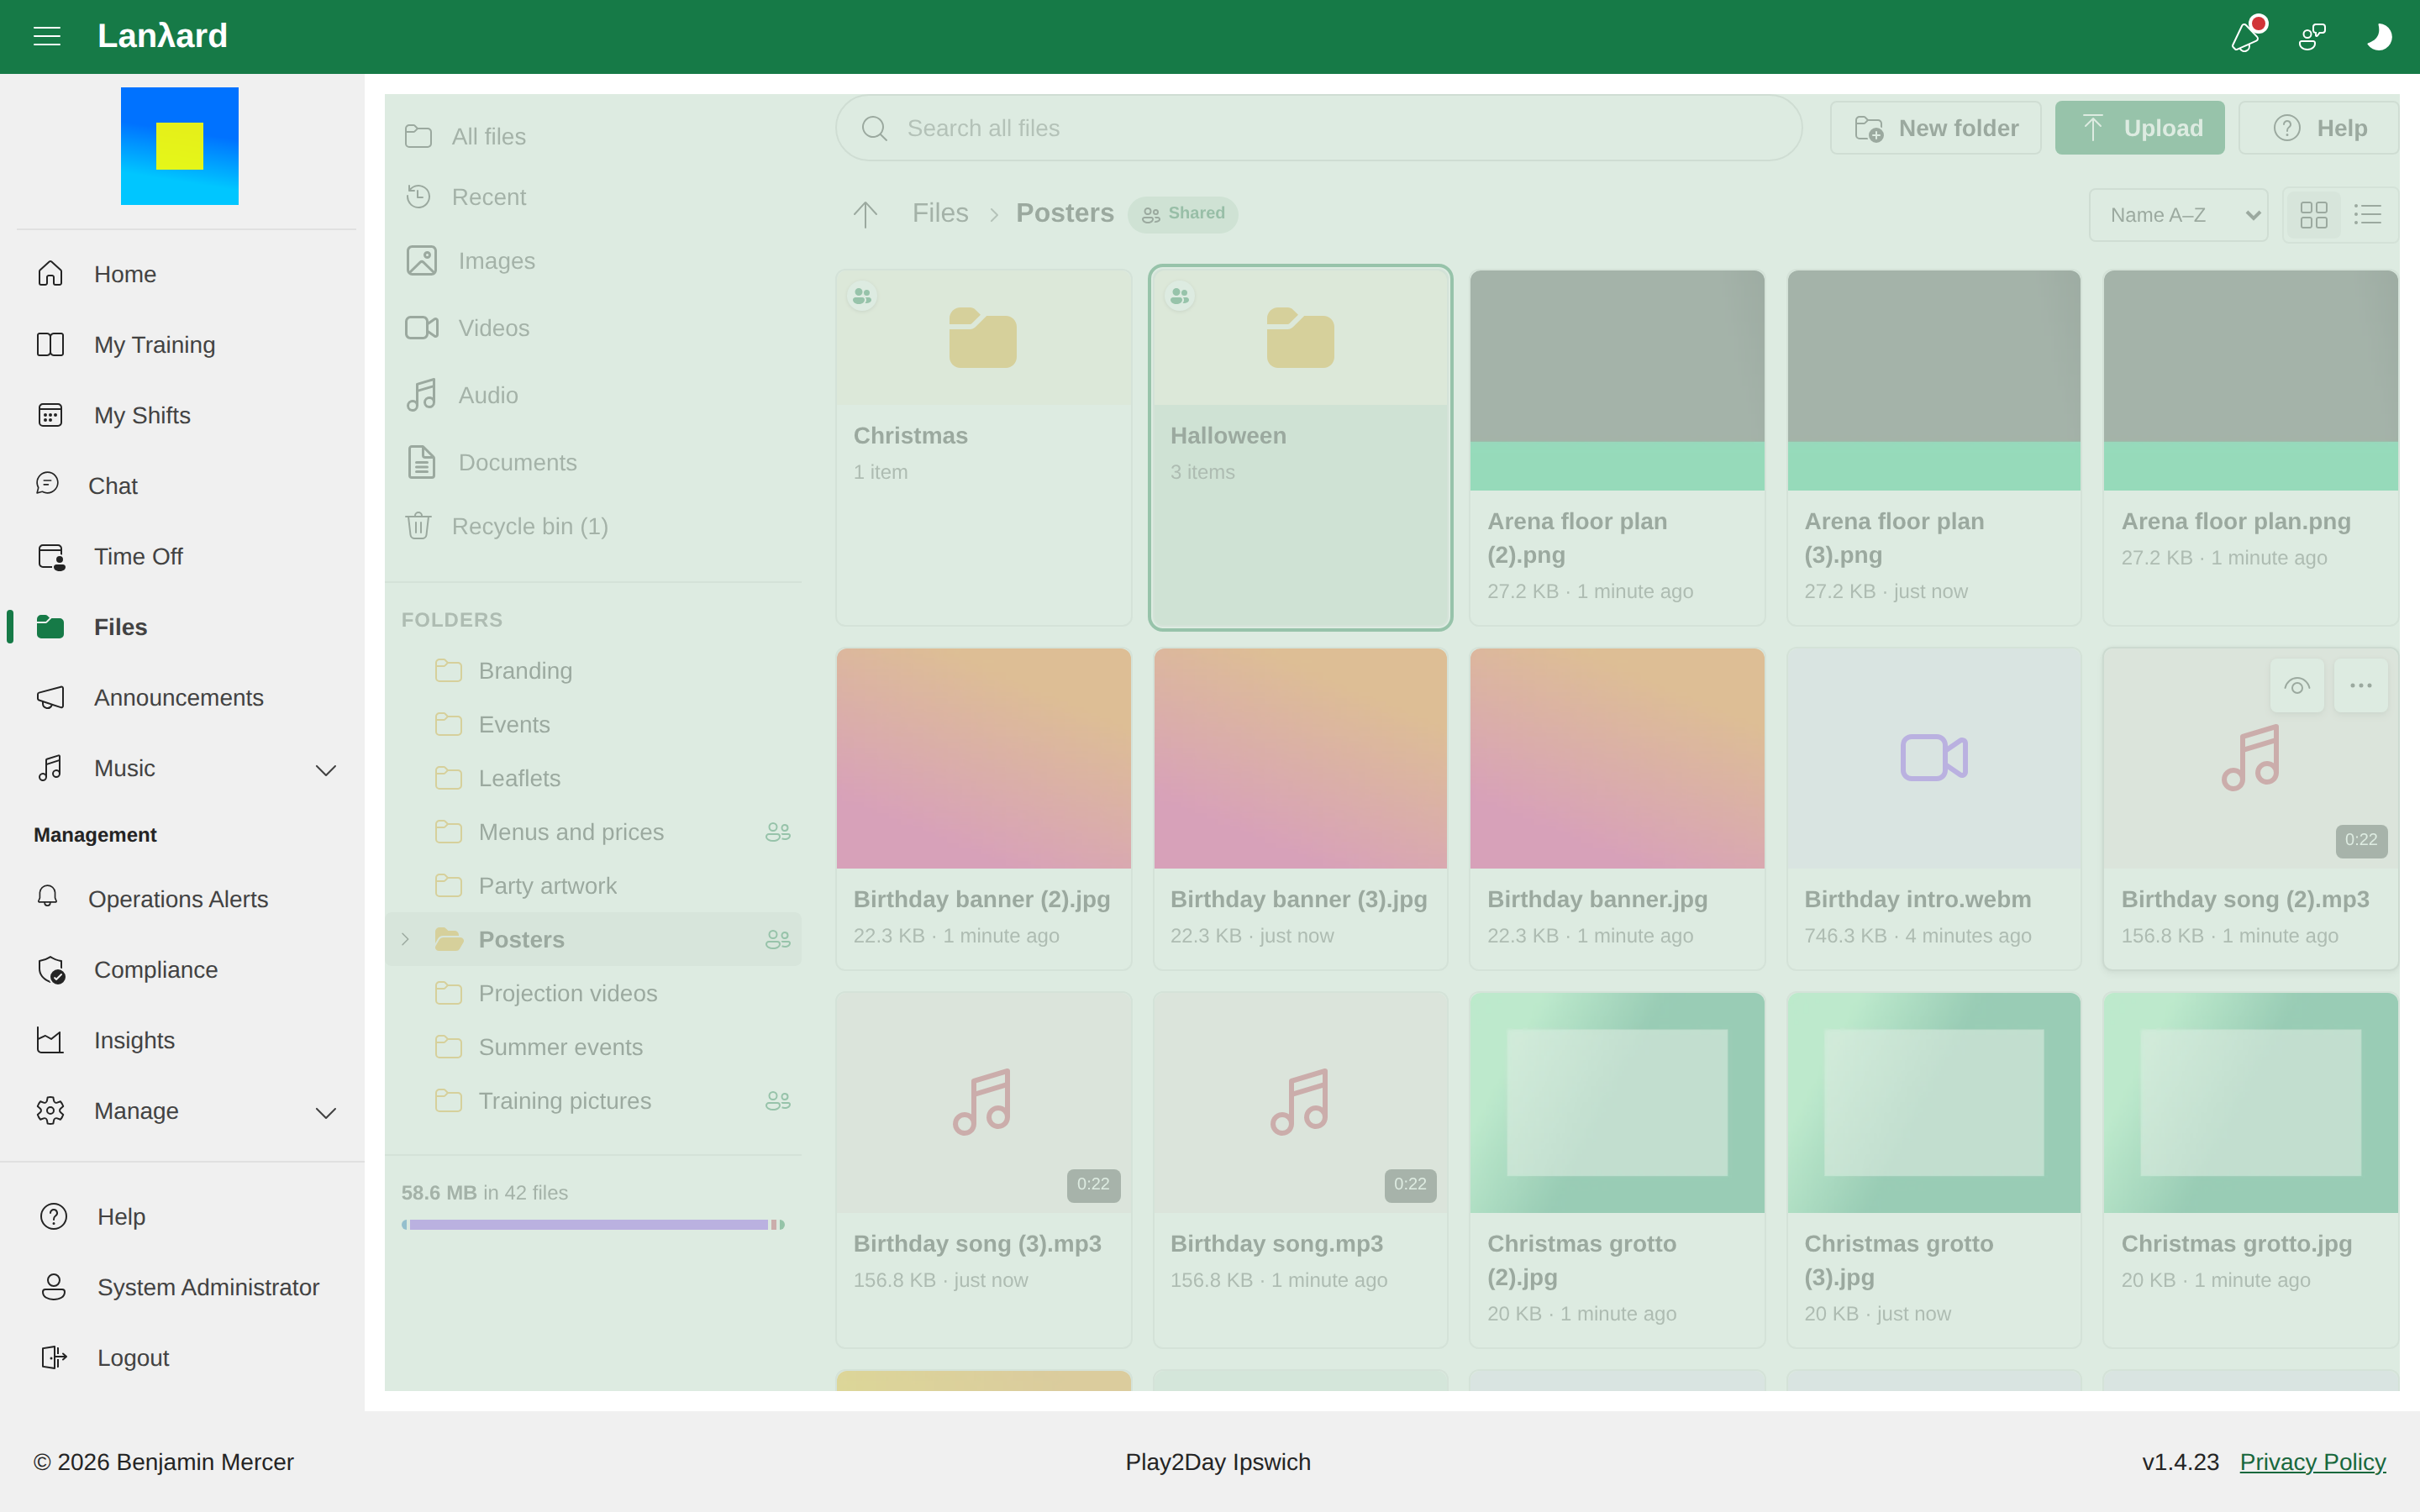 Lanλard
Home
My Training
My Shifts
Chat
Time Off
Files
Announcements
Music
Management
Operations Alerts
Compliance
Insights
Manage
Help
System Administrator
Logout
All files
Recent
Images
Videos
Audio
Documents
Recycle bin (1)
FOLDERS
Branding
Events
Leaflets
Menus and prices
Party artwork
Posters
Projection videos
Summer events
Training pictures
58.6 MB in 42 files
Search all files
New folder
Upload
Help
Files
Posters
Shared
Name A–Z
Christmas
1 item
Halloween
3 items
Arena floor plan
(2).png
27.2 KB · 1 minute ago
Arena floor plan
(3).png
27.2 KB · just now
Arena floor plan.png
27.2 KB · 1 minute ago
Birthday banner (2).jpg
22.3 KB · 1 minute ago
Birthday banner (3).jpg
22.3 KB · just now
Birthday banner.jpg
22.3 KB · 1 minute ago
Birthday intro.webm
746.3 KB · 4 minutes ago
0:22
Birthday song (2).mp3
156.8 KB · 1 minute ago
0:22
Birthday song (3).mp3
156.8 KB · just now
0:22
Birthday song.mp3
156.8 KB · 1 minute ago
Christmas grotto
(2).jpg
20 KB · 1 minute ago
Christmas grotto
(3).jpg
20 KB · just now
Christmas grotto.jpg
20 KB · 1 minute ago
© 2026 Benjamin Mercer
Play2Day Ipswich
v1.4.23
Privacy Policy